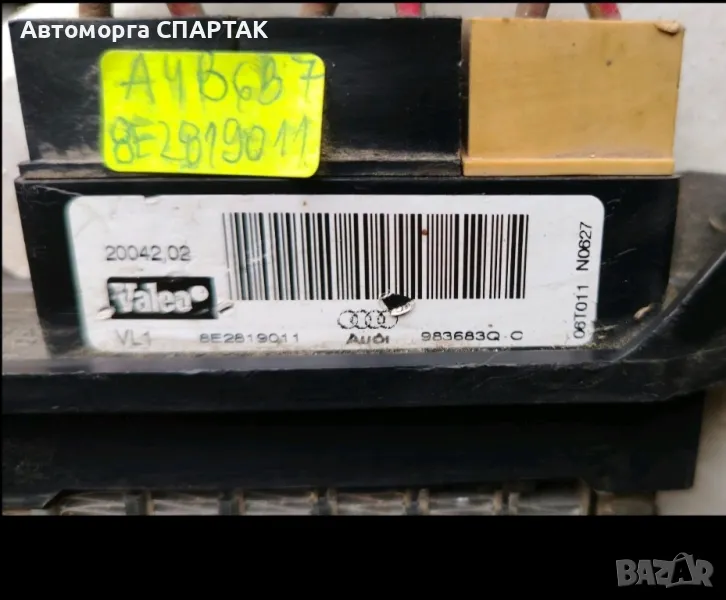 Автоморга СПАРТАК
A4B6B7
8E2819011
20042,02
Valeo
VL1
8E2819011
Audi
983683Q C
06T011 N0627
BAZAR